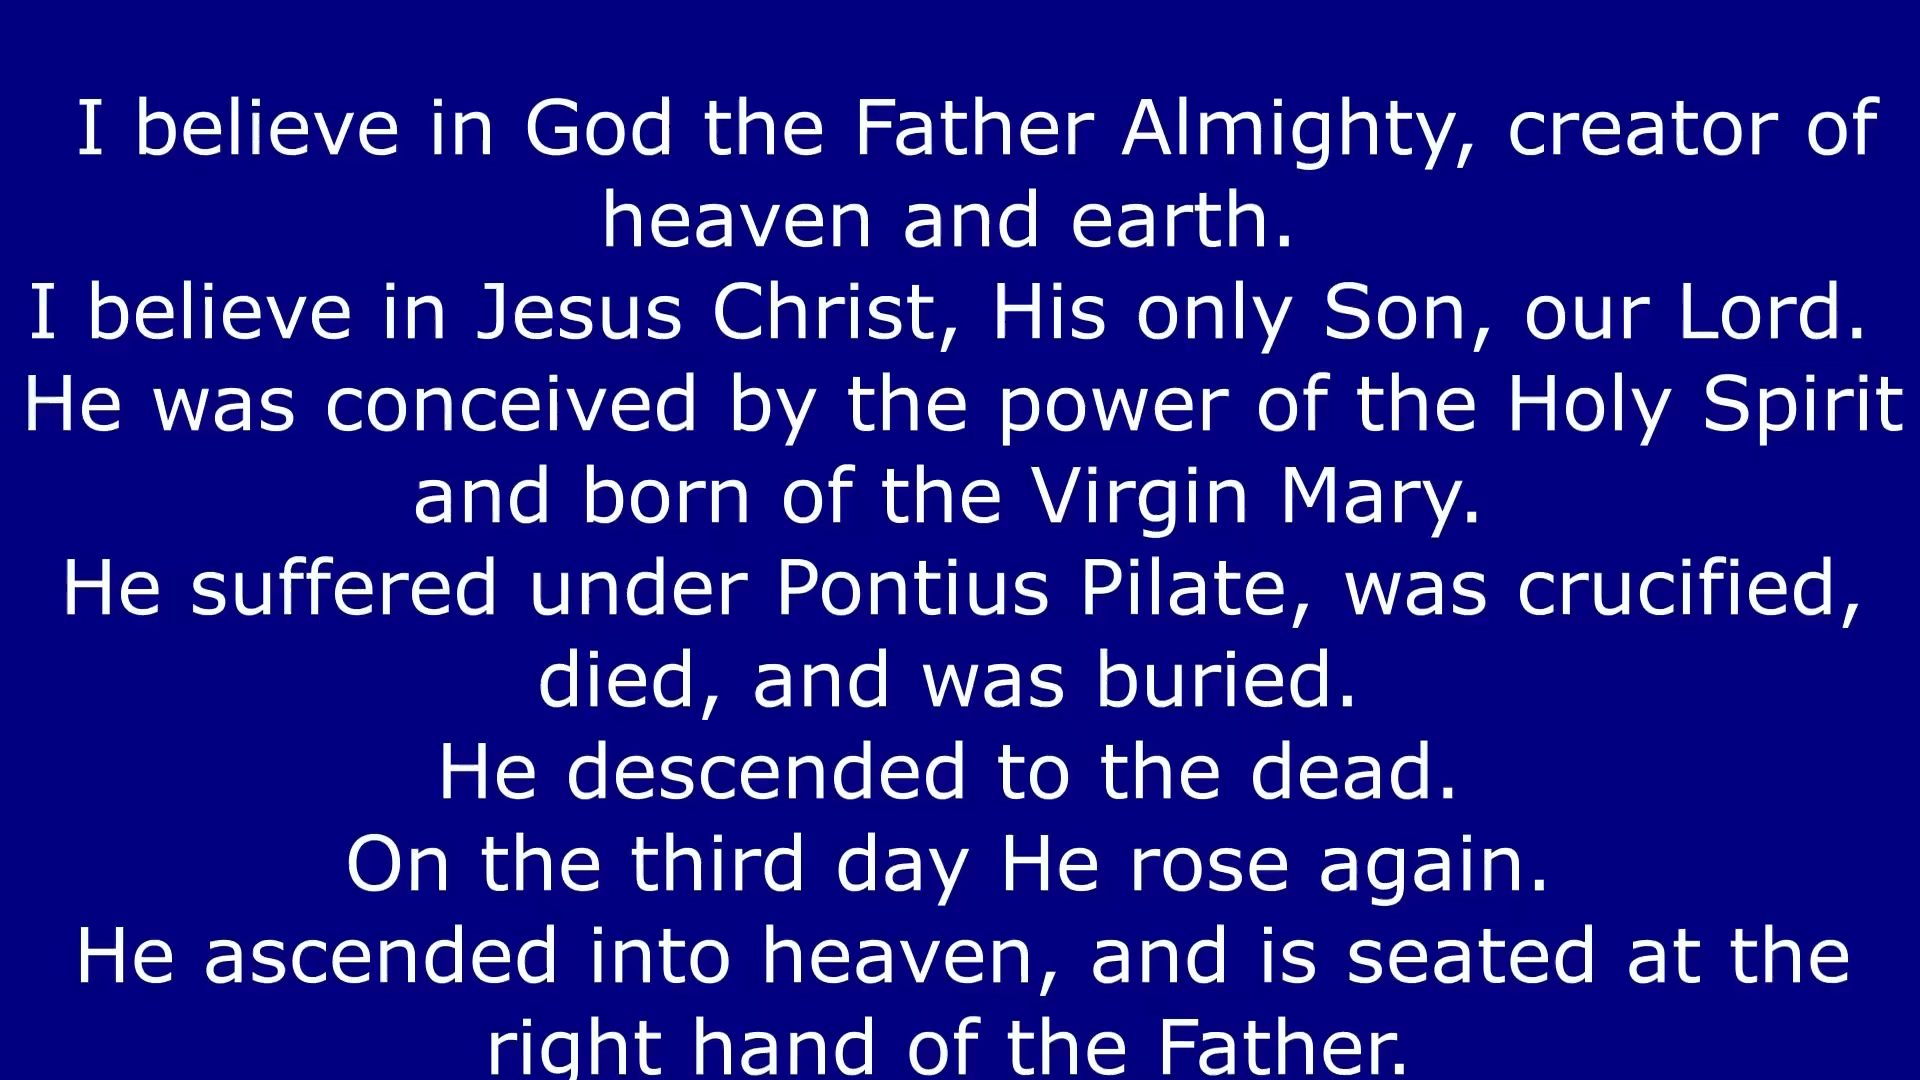 I believe in God the Father Almighty, creator of
heaven and earth.
I believe in Jesus Christ, His only Son, our Lord.
He was conceived by the power of the Holy Spirit
and born of the Virgin Mary.
He suffered under Pontius Pilate, was crucified,
died, and was buried.
He descended to the dead.
On the third day He rose again.
He ascended into heaven, and is seated at the
right hand of the Father.